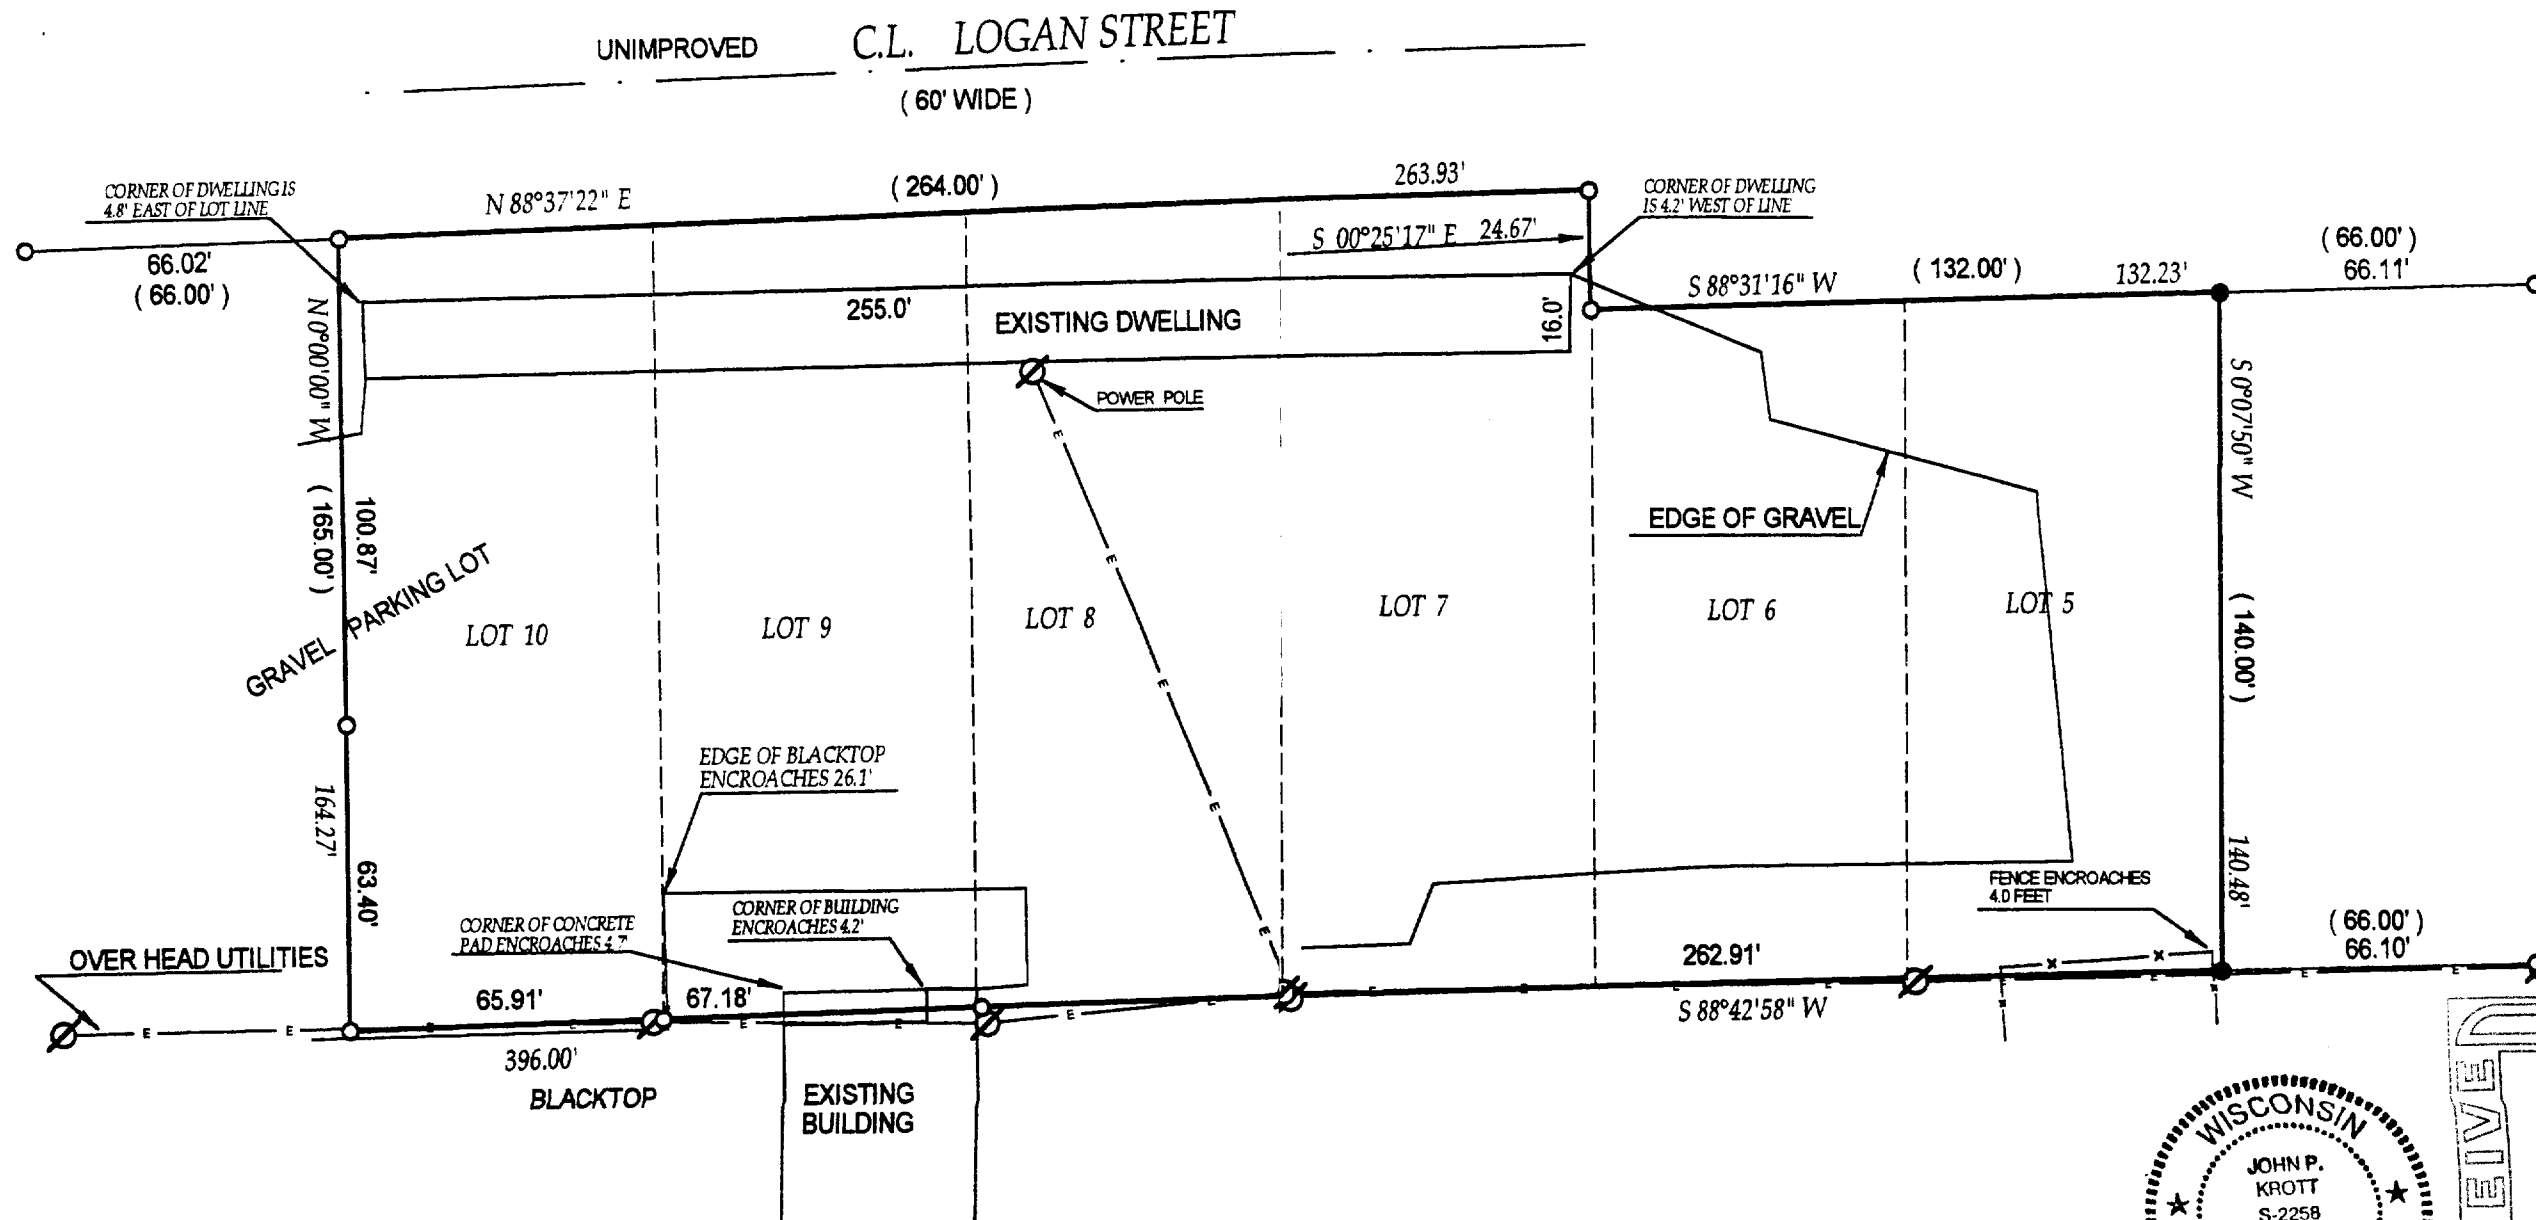 UNIMPROVED C.L. LOGAN STREET
( 60' WIDE )
CORNER OF DWELLING IS
4.8' EAST OF LOT LINE
N 88°37'22" E
( 264.00' )
263.93'
CORNER OF DWELLING
IS 4.2' WEST OF LINE
S 00°25'17" E 24.67'
66.02'
( 66.00' )
S 88°31'16" W
( 132.00' )
132.23'
( 66.00' )
66.11'
255.0'
EXISTING DWELLING
16.0'
POWER POLE
N 0°00'00" W
( 165.00' )
100.87'
S 0°07'50" W
( 140.00' )
EDGE OF GRAVEL
GRAVEL PARKING LOT
LOT 10
LOT 9
LOT 8
LOT 7
LOT 6
LOT 5
EDGE OF BLACKTOP
ENCROACHES 26.1'
164.27'
63.40'
140.48'
CORNER OF CONCRETE
PAD ENCROACHES 4.7'
CORNER OF BUILDING
ENCROACHES 4.2'
FENCE ENCROACHES
4.0 FEET
( 66.00' )
66.10'
OVER HEAD UTILITIES
65.91'
67.18'
262.91'
S 88°42'58" W
396.00'
BLACKTOP
EXISTING
BUILDING
WISCONSIN
JOHN P.
KROTT
S-2258
EIVE